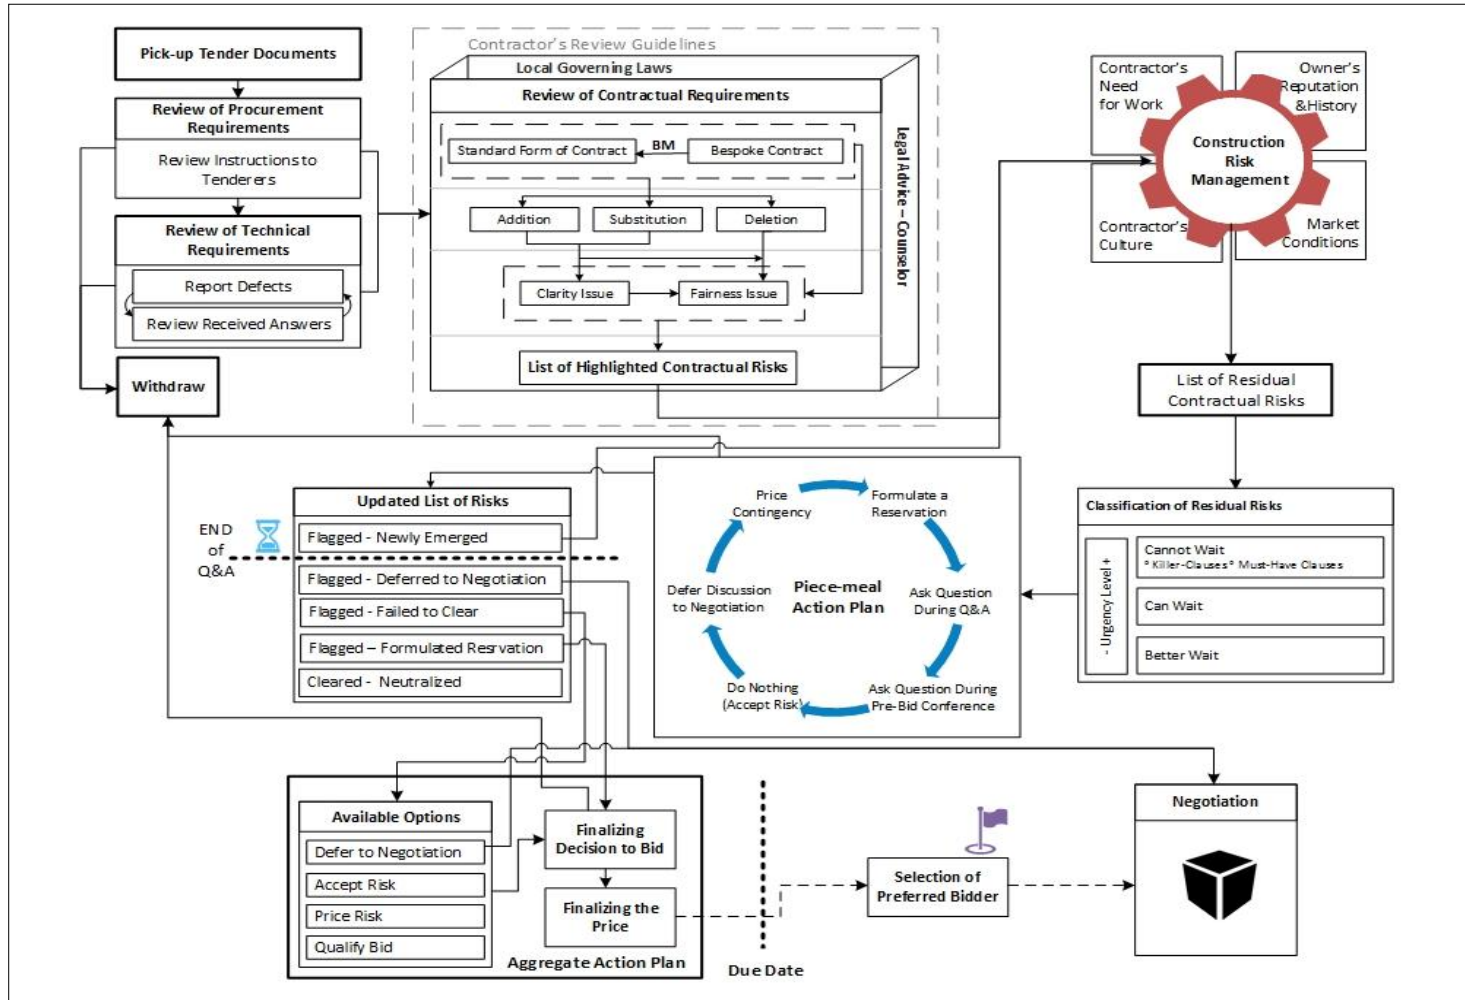 Pick-up Tender Documents
Review of Procurement
Requirements
Review Instructions to
Tenderers
Review of Technical
Requirements
Report Defects
Review Received Answers
Withdraw
Contractor's Review Guidelines
Local Governing Laws
Review of Contractual Requirements
Standard Form of Contract
BM
Bespoke Contract
Addition
Substitution
Deletion
Clarity Issue
Fairness Issue
List of Highlighted Contractual Risks
Legal Advice – Counselor
Contractor's
Need
for Work
Owner's
Reputation
&History
Construction
Risk
Management
Contractor's
Culture
Market
Conditions
List of Residual
Contractual Risks
Classification of Residual Risks
- Urgency Level +
Cannot Wait
* Killer-Clauses * Must-Have Clauses
Can Wait
Better Wait
Price
Contingency
Formulate a
Reservation
Defer Discussion
to Negotiation
Piece-meal
Action Plan
Ask Question
During Q&A
Do Nothing
(Accept Risk)
Ask Question During
Pre-Bid Conference
Updated List of Risks
END
of
Q&A
Flagged - Newly Emerged
Flagged - Deferred to Negotiation
Flagged - Failed to Clear
Flagged – Formulated Resrvation
Cleared - Neutralized
Available Options
Defer to Negotiation
Accept Risk
Price Risk
Qualify Bid
Finalizing
Decision to Bid
Finalizing the
Price
Aggregate Action Plan
Due Date
Selection of
Preferred Bidder
Negotiation